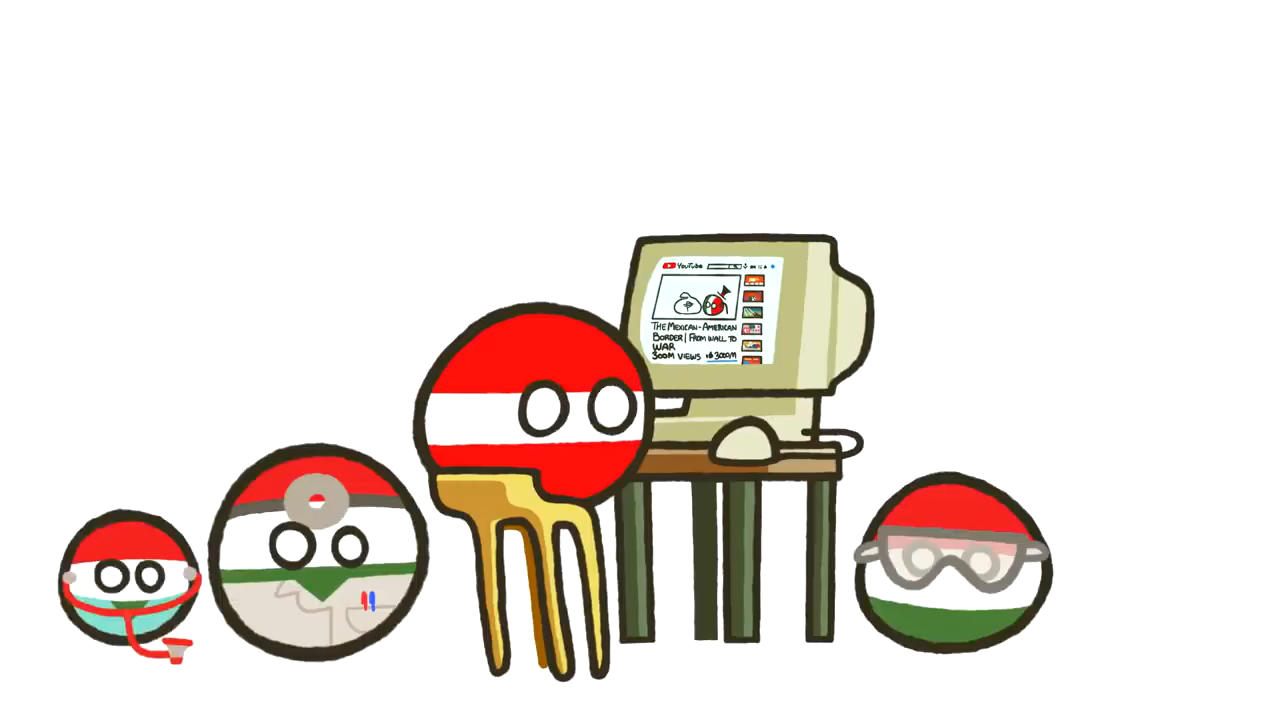 YouTube
THE MEXICAN-AMERICAN
BORDER | FROM WALL TO
WAR
300M VIEWS